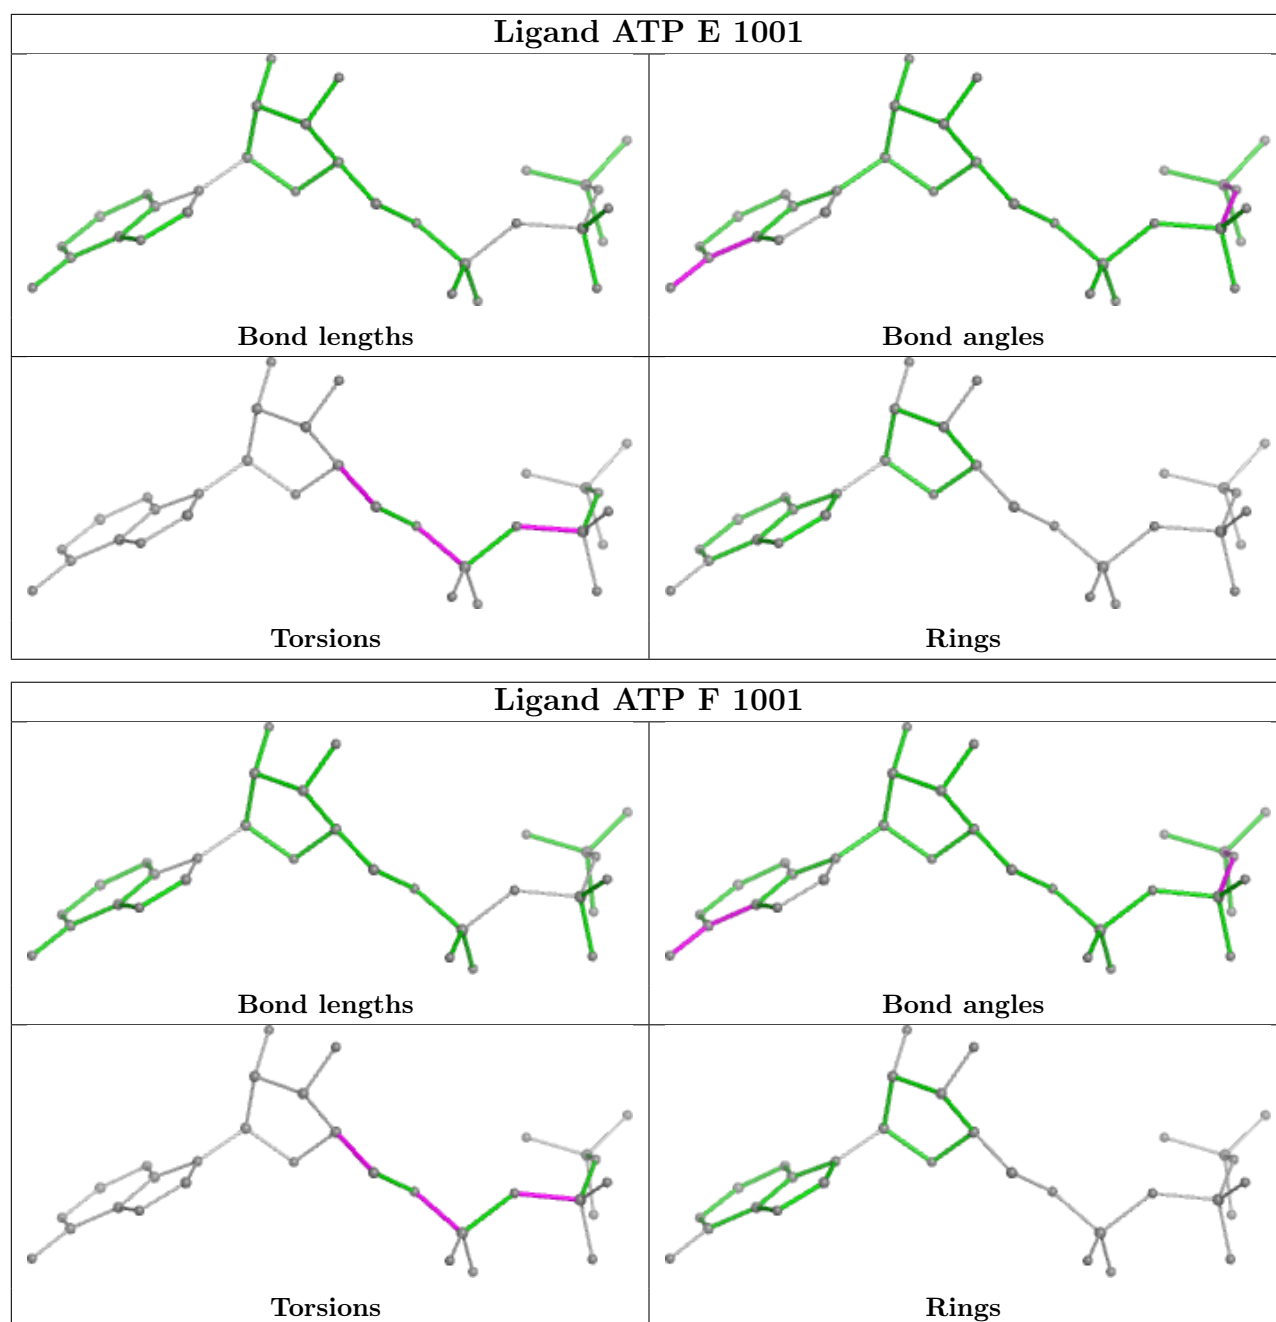 Ligand ATP E 1001
Bond lengths
Bond angles
Torsions
Rings
Ligand ATP F 1001
Bond lengths
Bond angles
Torsions
Rings